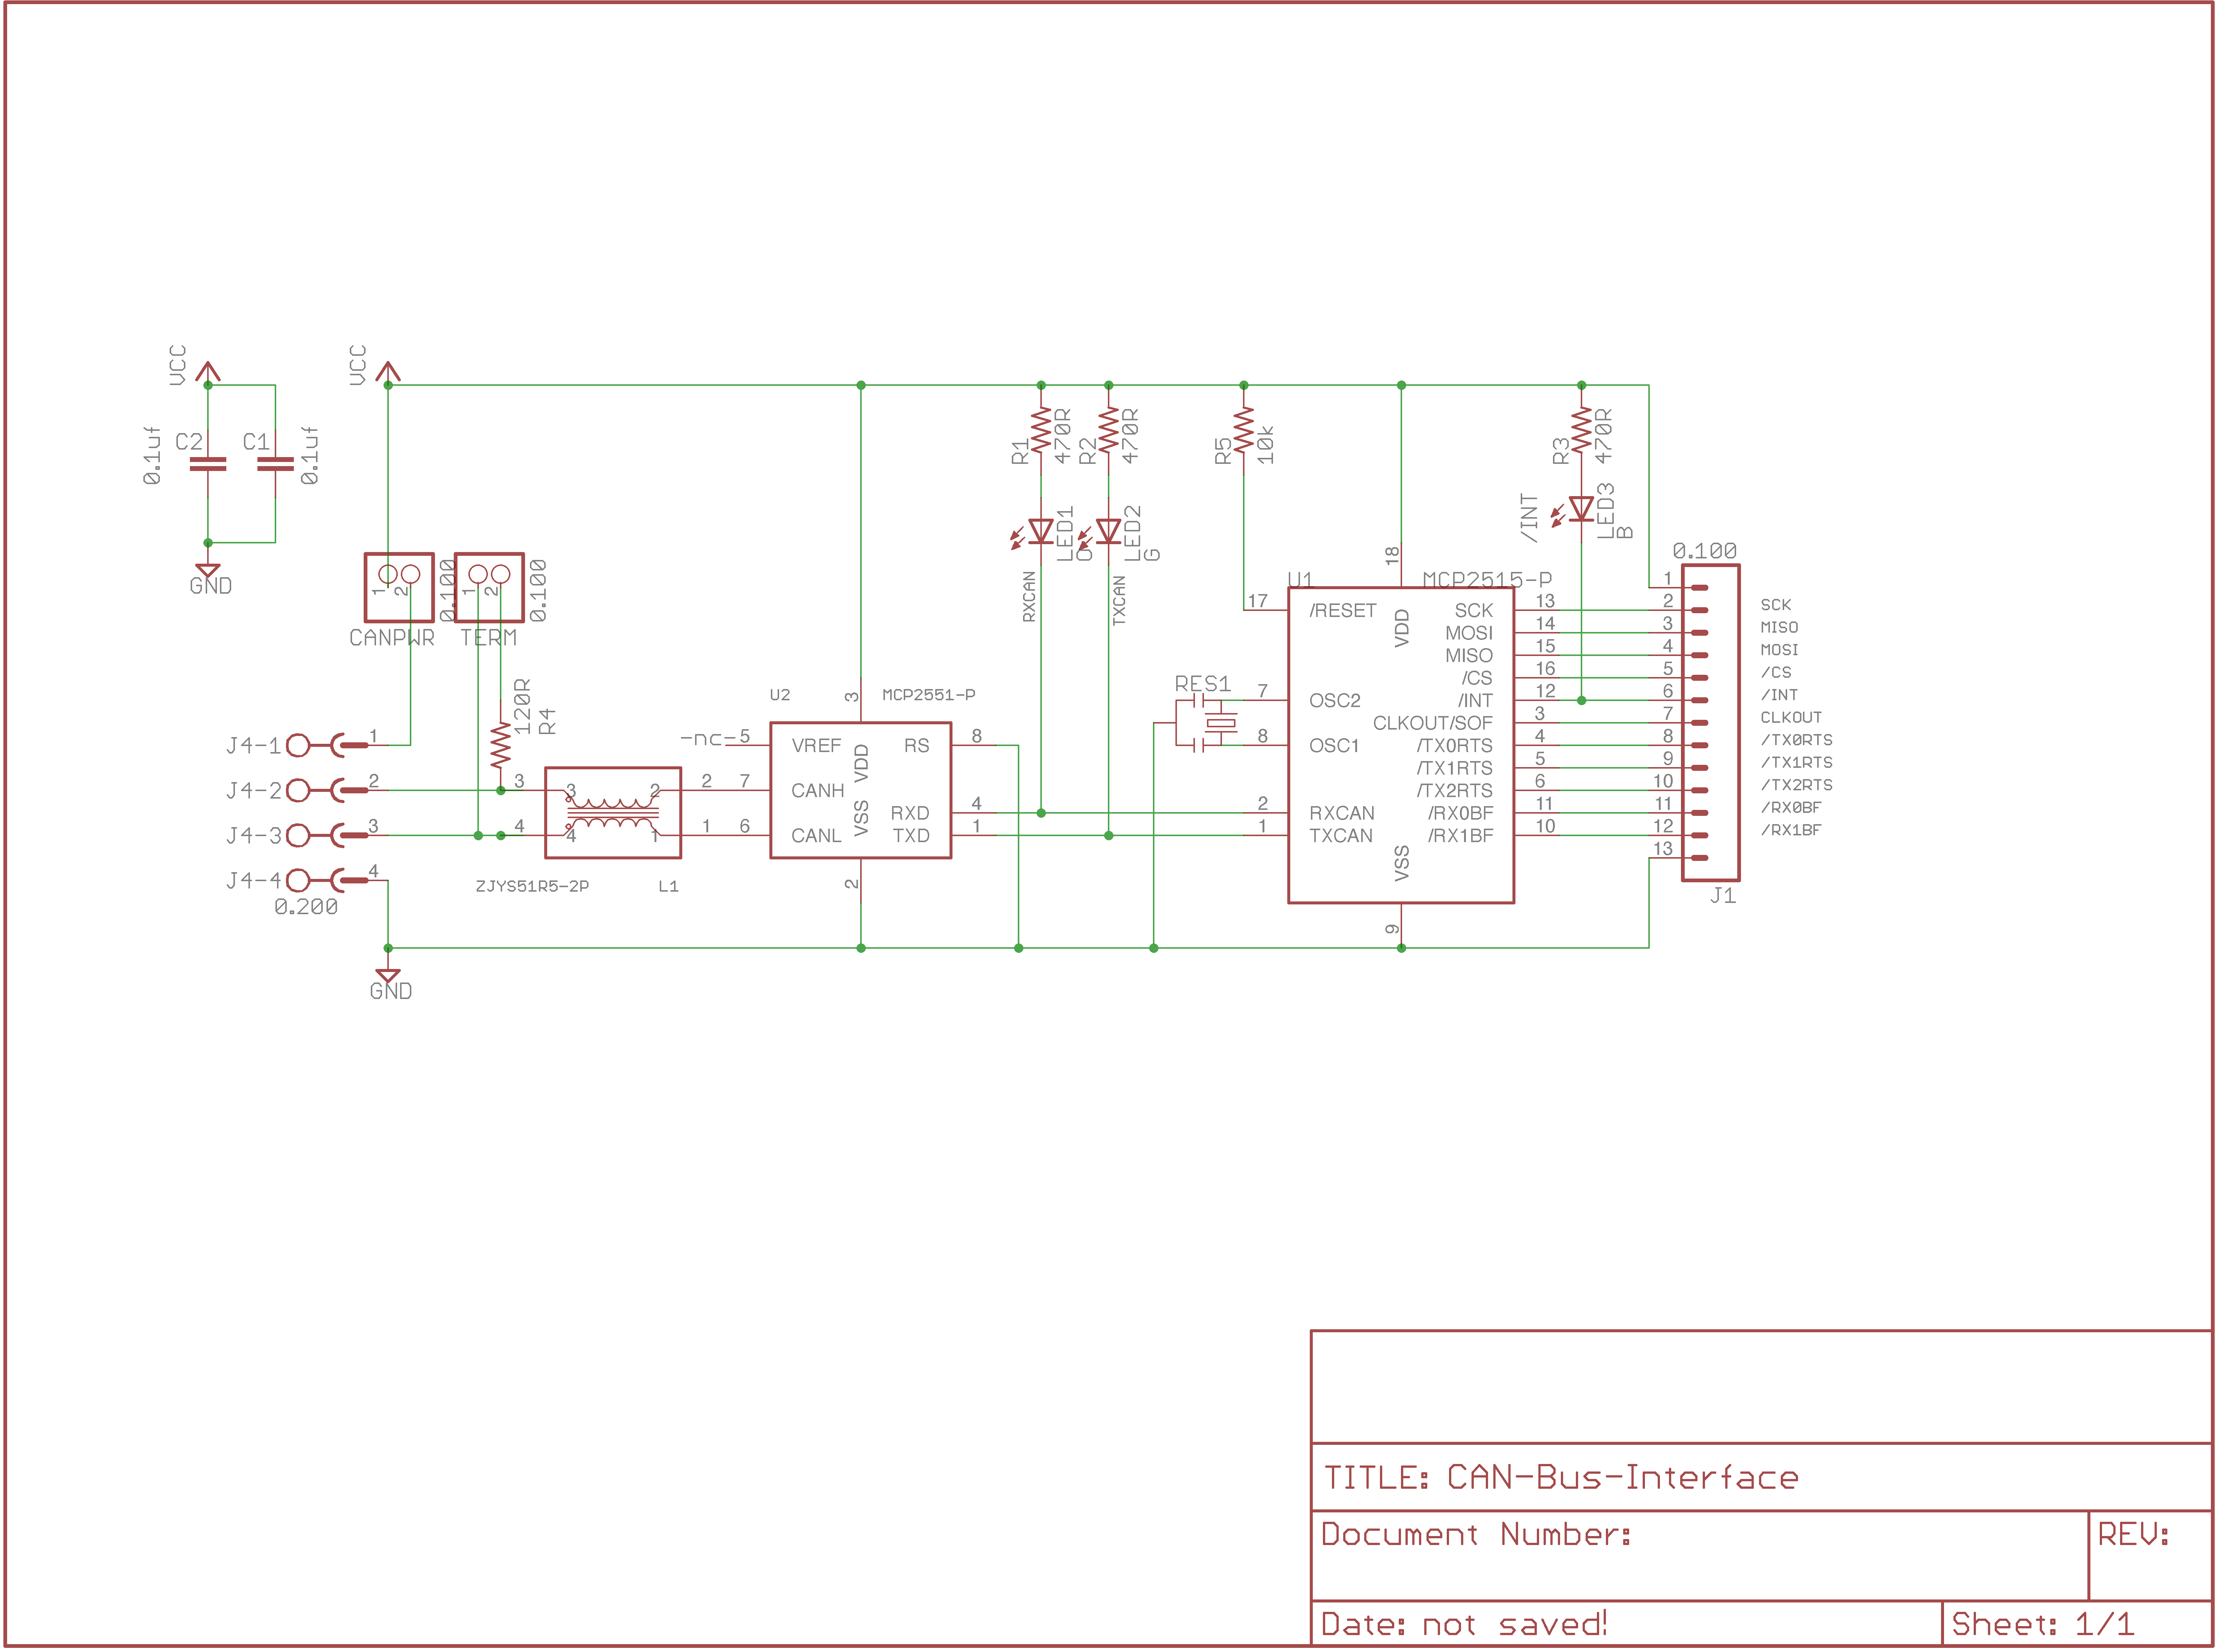 VCC
VCC
0.1uf
C2
C1
0.1uf
GND
R1
470R
R2
470R
R5
10k
R3
470R
LED1
O
LED2
G
/INT
LED3
B
RXCAN
TXCAN
1
2
0.100
CANPWR
1
2
0.100
TERM
120R
R4
J4-1
1
J4-2
2
J4-3
3
J4-4
4
0.200
GND
3
3
2
2
4
4
1
1
ZJYS51R5-2P
L1
U2
MCP2551-P
3
-nc-
5
VREF
VDD
RS
8
7
CANH
6
CANL
VSS
RXD
4
TXD
1
2
RES1
U1
MCP2515-P
18
17
/RESET
VDD
SCK
13
MOSI
14
MISO
15
/CS
16
7
OSC2
/INT
12
CLKOUT/SOF
3
8
OSC1
/TX0RTS
4
/TX1RTS
5
/TX2RTS
6
2
RXCAN
/RX0BF
11
1
TXCAN
/RX1BF
10
VSS
9
0.100
1
2
SCK
3
MISO
4
MOSI
5
/CS
6
/INT
7
CLKOUT
8
/TX0RTS
9
/TX1RTS
10
/TX2RTS
11
/RX0BF
12
/RX1BF
13
J1
TITLE: CAN-Bus-Interface
Document Number:
REV:
Date: not saved!
Sheet: 1/1